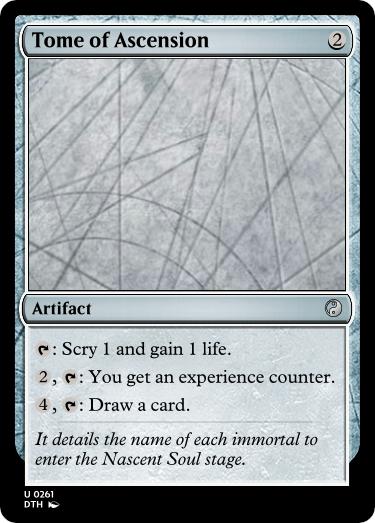 Tome of Ascension 2
Artifact
: Scry 1 and gain 1 life.
2, : You get an experience counter.
4, : Draw a card.
It details the name of each immortal to
enter the Nascent Soul stage.
U 0261
DTH